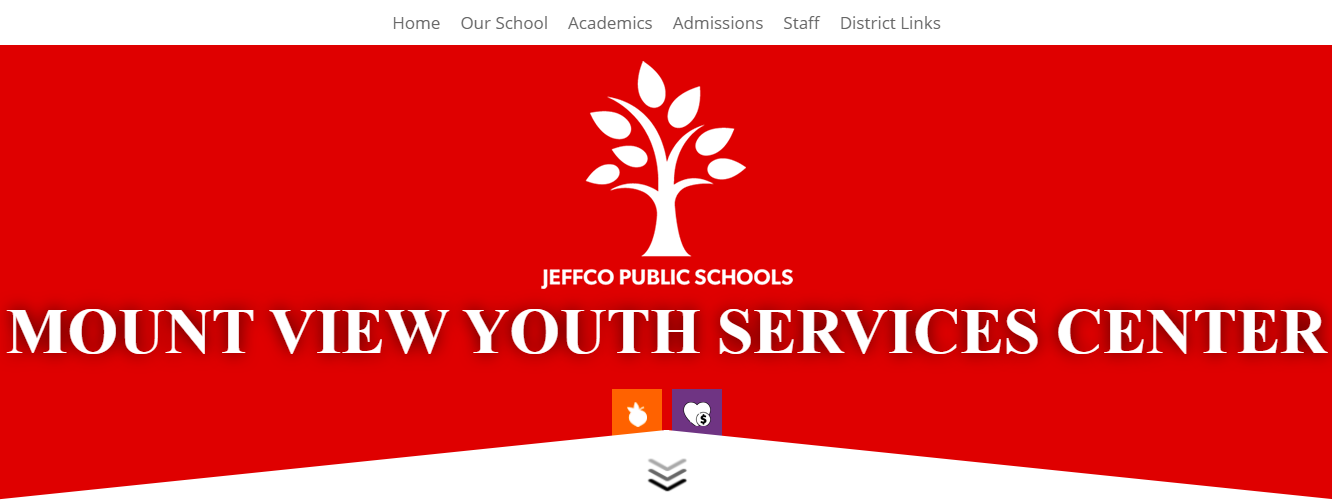 Home Our School Academics Admissions Staff District Links
JEFFCO PUBLIC SCHOOLS
MOUNT VIEW YOUTH SERVICES CENTER
$